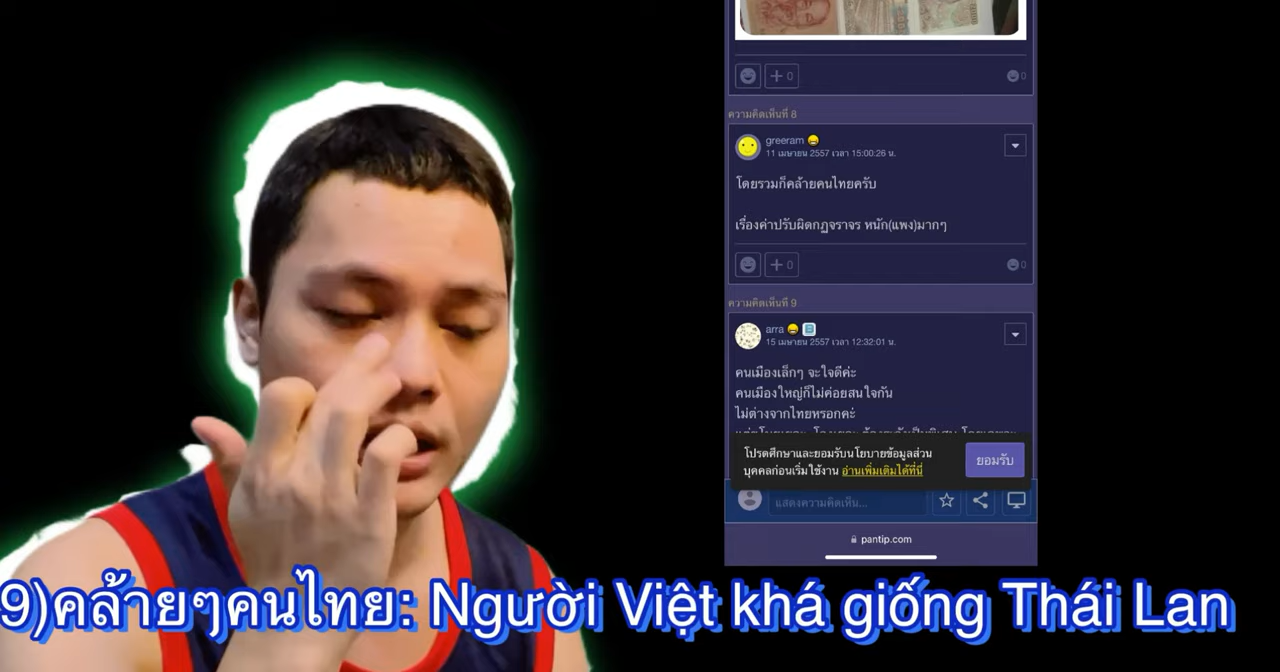 0
0
ความคิดเห็นที่ 8
greeram
11 เมษายน 2557 เวลา 15:00:26 น.
โดยรวมก็คล้ายคนไทยครับ
เรื่องค่าปรับผิดกฏจราจร หนัก(แพง)มากๆ
0
0
ความคิดเห็นที่ 9
arra
15 เมษายน 2557 เวลา 12:32:01 น.
คนเมืองเล็กๆ จะใจดีค่ะ
คนเมืองใหญ่ก็ไม่ค่อยสนใจกัน
ไม่ต่างจากไทยหรอกค่ะ
โปรดศึกษาและยอมรับนโยบายข้อมูลส่วน
บุคคลก่อนเริ่มใช้งาน อ่านเพิ่มเติมได้ที่นี่
ยอมรับ
แสดงความคิดเห็น...
pantip.com
9)คล้ายๆคนไทย: Người Việt khá giống Thái Lan